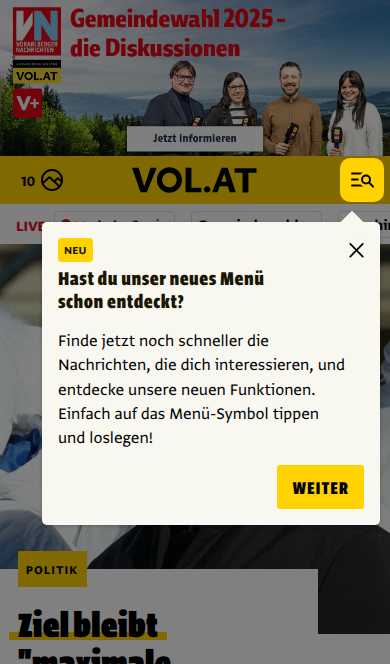 VN
VORARLBERGER
NACHRICHTEN
VOL.AT
V+
Gemeindewahl 2025 –
die Diskussionen
Jetzt informieren
10
VOL.AT
LIVE
NEU
Hast du unser neues Menü
schon entdeckt?
Finde jetzt noch schneller die
Nachrichten, die dich interessieren, und
entdecke unsere neuen Funktionen.
Einfach auf das Menü-Symbol tippen
und loslegen!
WEITER
POLITIK
Ziel bleibt
"maximale